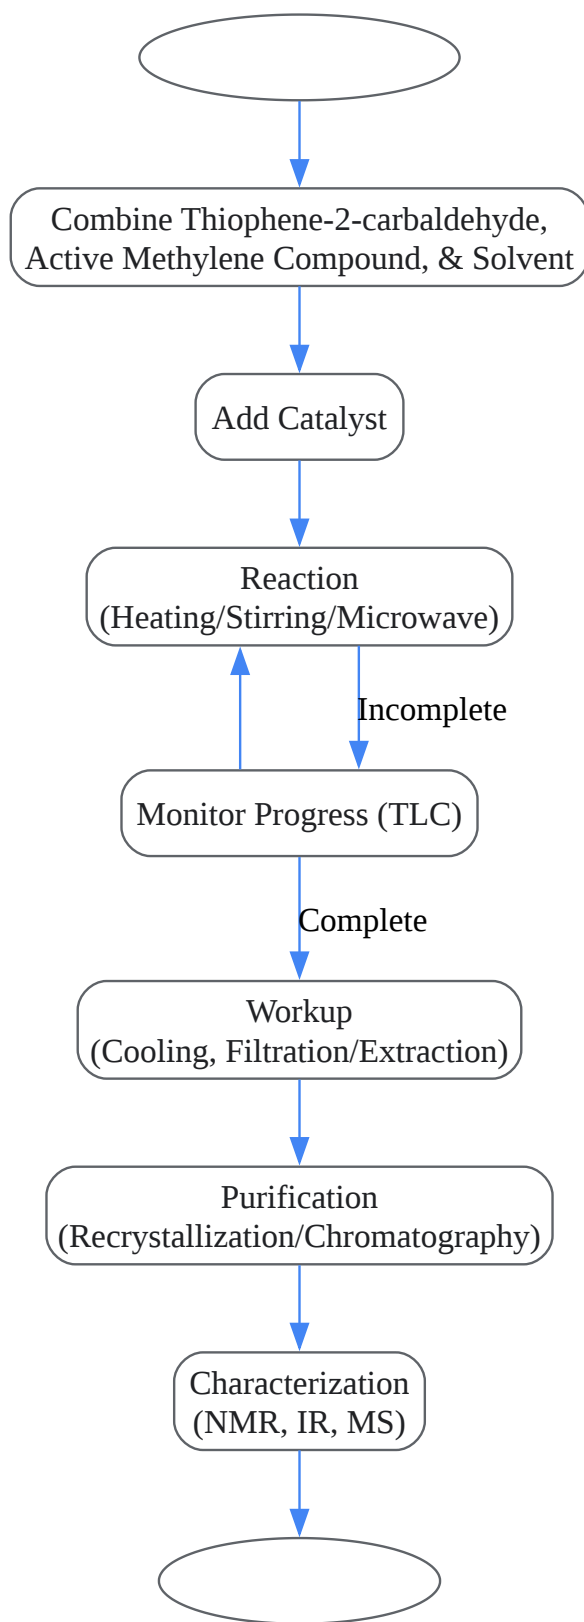 Combine Thiophene-2-carbaldehyde,
Active Methylene Compound, & Solvent
Add Catalyst
Reaction
(Heating/Stirring/Microwave)
Incomplete
Monitor Progress (TLC)
Complete
Workup
(Cooling, Filtration/Extraction)
Purification
(Recrystallization/Chromatography)
Characterization
(NMR, IR, MS)